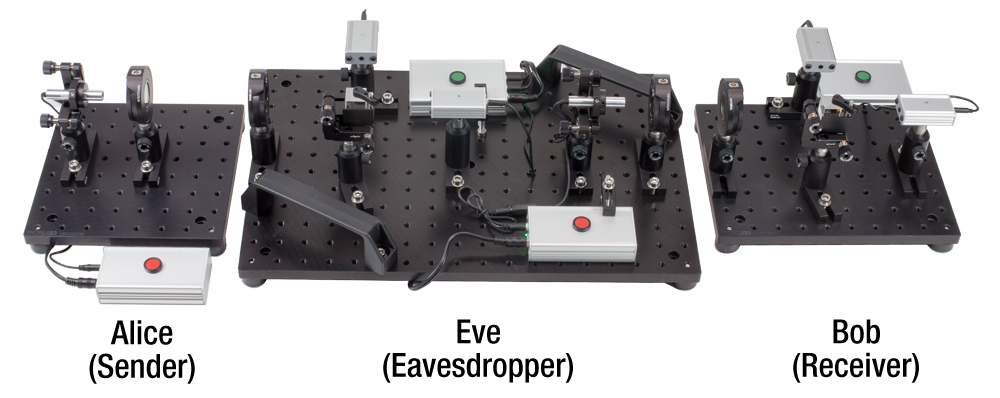 Alice
(Sender)
Eve
(Eavesdropper)
Bob
(Receiver)